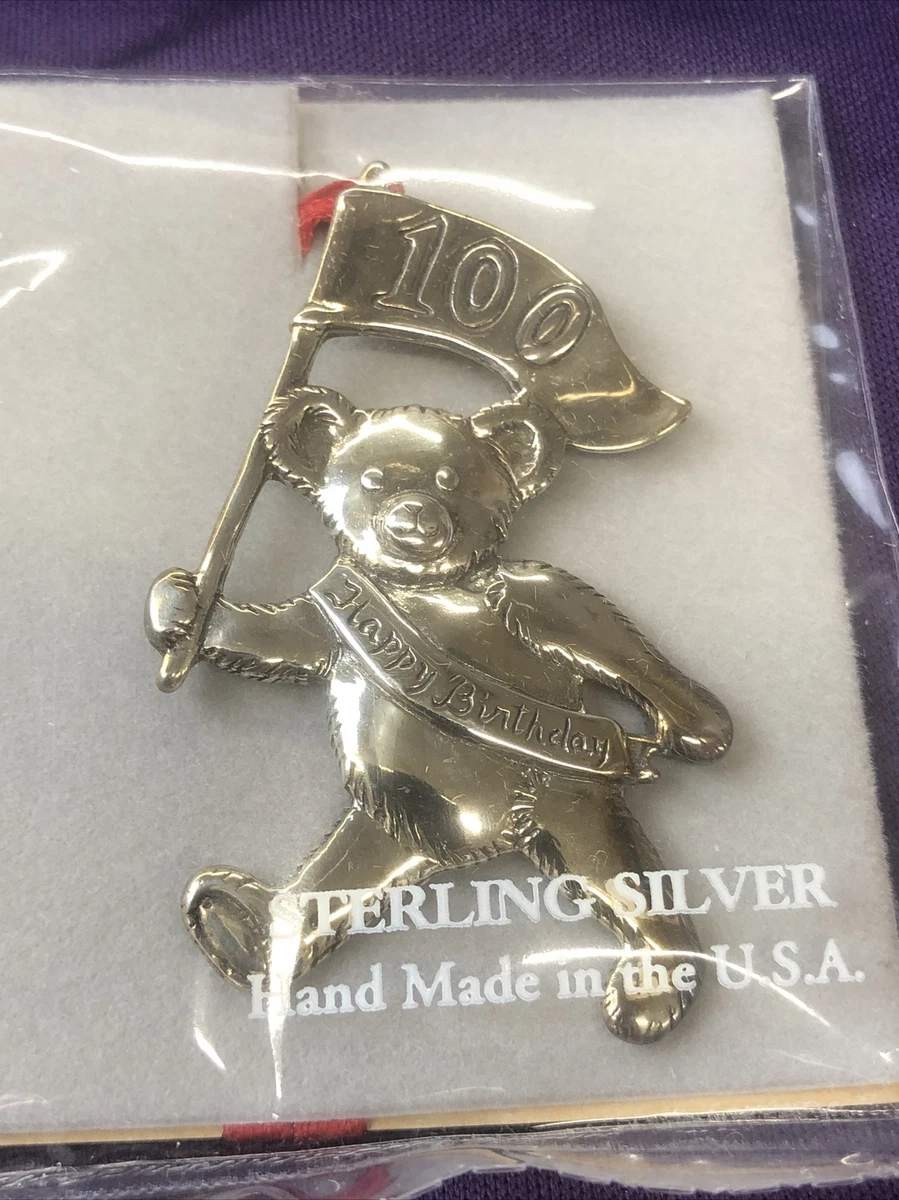 100
Happy Birthday
STERLING SILVER
Hand Made in the U.S.A.